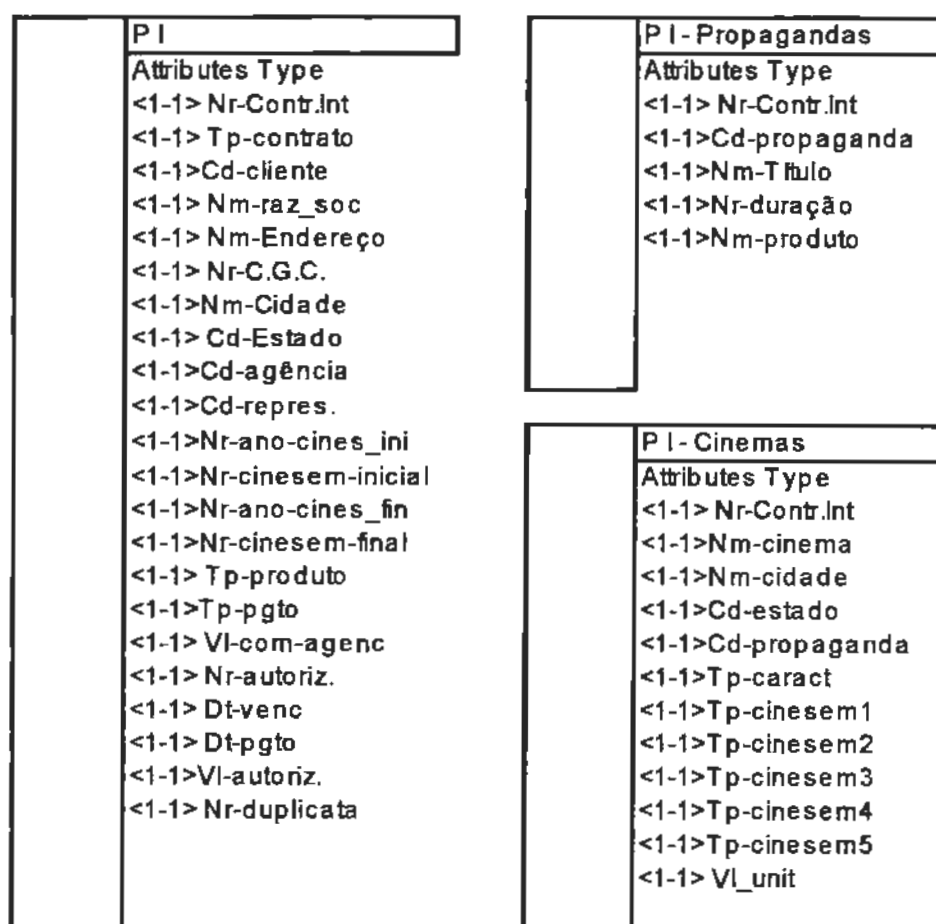 PI
Attributes Type
<1-1> Nr-Contr.Int
<1-1> Tp-contrato
<1-1>Cd-cliente
<1-1> Nm-raz_soc
<1-1> Nm-Endereço
<1-1> Nr-C.G.C.
<1-1>Nm-Cidade
<1-1> Cd-Estado
<1-1>Cd-agência
<1-1>Cd-repres.
<1-1>Nr-ano-cines_ini
<1-1>Nr-cinesem-inicial
<1-1>Nr-ano-cines_fin
<1-1>Nr-cinesem-final
<1-1> Tp-produto
<1-1>Tp-pgto
<1-1> Vl-com-agenc
<1-1> Nr-autoriz.
<1-1> Dt-venc
<1-1> Dt-pgto
<1-1>Vl-autoriz.
<1-1> Nr-duplicata
PI-Propagandas
Attributes Type
<1-1> Nr-Contr.Int
<1-1>Cd-propaganda
<1-1>Nm-Título
<1-1>Nr-duração
<1-1>Nm-produto
PI-Cinemas
Attributes Type
<1-1> Nr-Contr.Int
<1-1>Nm-cinema
<1-1>Nm-cidade
<1-1>Cd-estado
<1-1>Cd-propaganda
<1-1>Tp-caract
<1-1>Tp-cinesem1
<1-1>Tp-cinesem2
<1-1>Tp-cinesem3
<1-1>Tp-cinesem4
<1-1>Tp-cinesem5
<1-1> Vl_unit